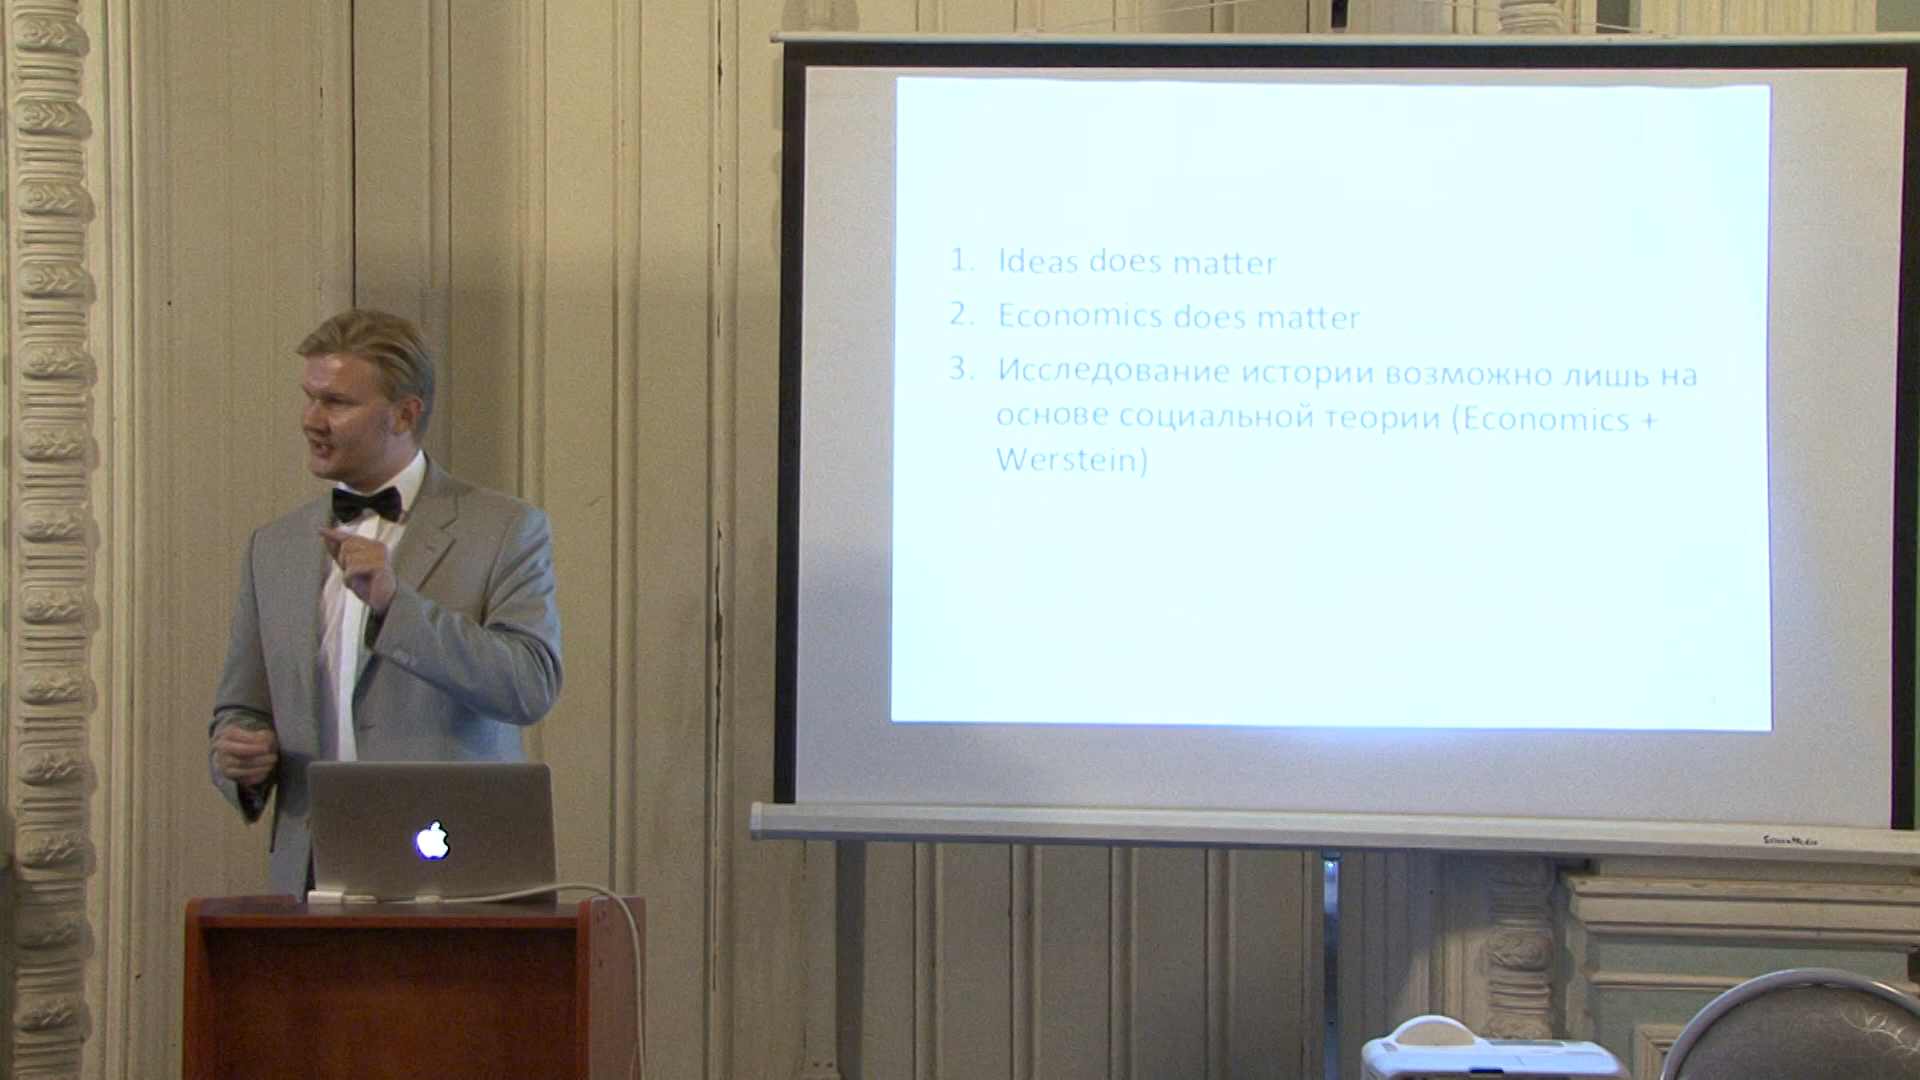 1. Ideas does matter
2. Economics does matter
3. Исследование истории возможно лишь на
основе социальной теории (Economics +
Werstein)
ScreenMedia